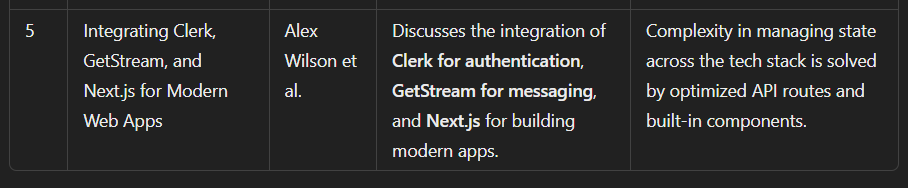 5
Integrating Clerk,
GetStream, and
Next.js for Modern
Web Apps
Alex
Wilson et
al.
Discusses the integration of
Clerk for authentication,
GetStream for messaging,
and Next.js for building
modern apps.
Complexity in managing state
across the tech stack is solved
by optimized API routes and
built-in components.